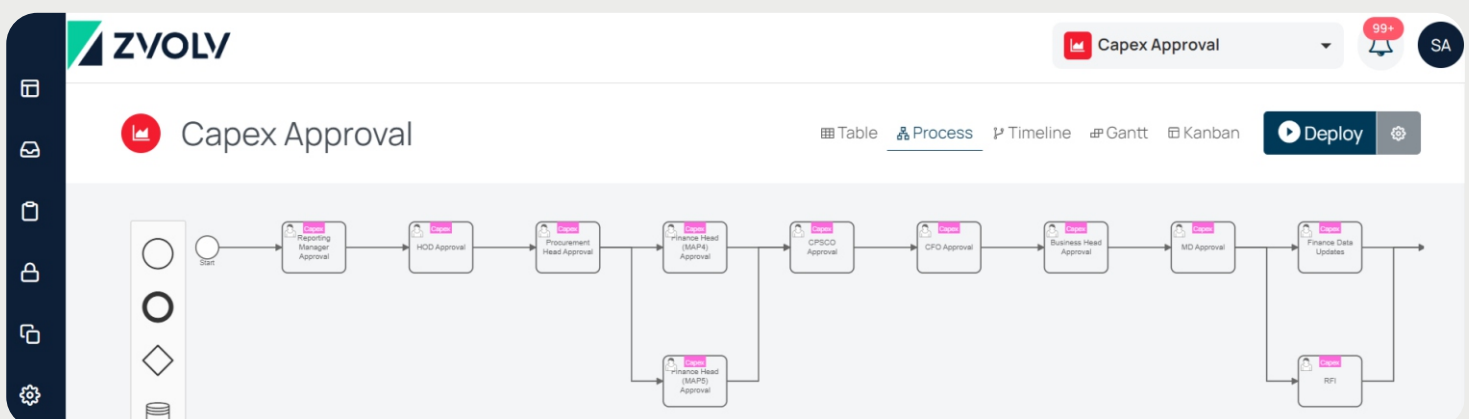 ZVOLV
Capex Approval
99+
SA
Capex Approval
Table
Process
Timeline
Gantt
Kanban
Deploy
Start
Capex
Reporting
Manager
Approval
Capex
HOD Approval
Capex
Procurement
Head Approval
Capex
Finance Head
(MAP4)
Approval
Capex
CPSCO
Approval
Capex
CFO Approval
Capex
Business Head
Approval
Capex
MD Approval
Capex
Finance Data
Updates
Capex
Finance Head
(MAP5)
Approval
Capex
RFI